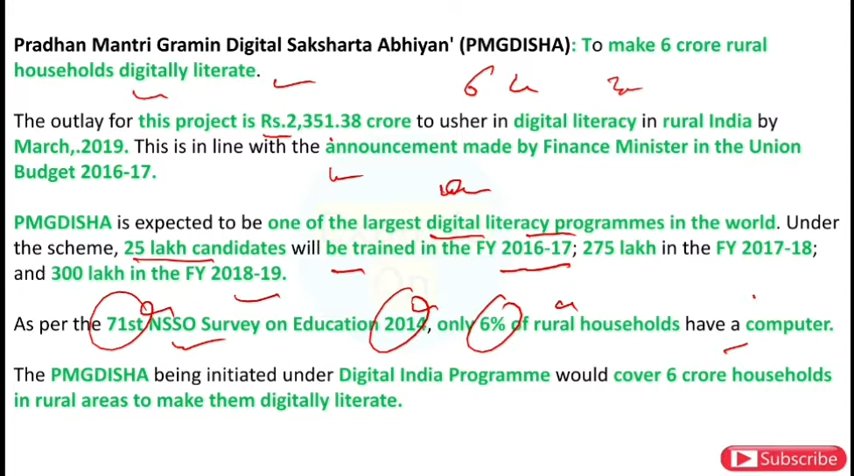 Pradhan Mantri Gramin Digital Saksharta Abhiyan' (PMGDISHA): To make 6 crore rural
households digitally literate.
The outlay for this project is Rs.2,351.38 crore to usher in digital literacy in rural India by
March,.2019. This is in line with the announcement made by Finance Minister in the Union
Budget 2016-17.
PMGDISHA is expected to be one of the largest digital literacy programmes in the world. Under
the scheme, 25 lakh candidates will be trained in the FY 2016-17; 275 lakh in the FY 2017-18;
and 300 lakh in the FY 2018-19.
As per the 71st NSSO Survey on Education 2014, only 6% of rural households have a computer.
The PMGDISHA being initiated under Digital India Programme would cover 6 crore households
in rural areas to make them digitally literate.
Subscribe